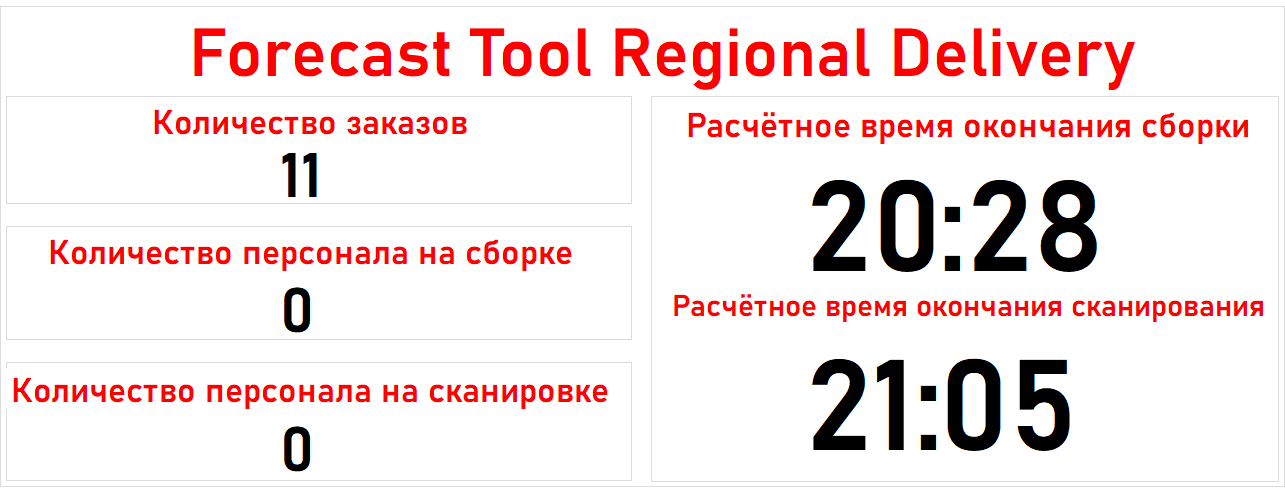 Forecast Tool Regional Delivery
Количество заказов
11
Количество персонала на сборке
0
Количество персонала на сканировке
0
Расчётное время окончания сборки
20:28
Расчётное время окончания сканирования
21:05